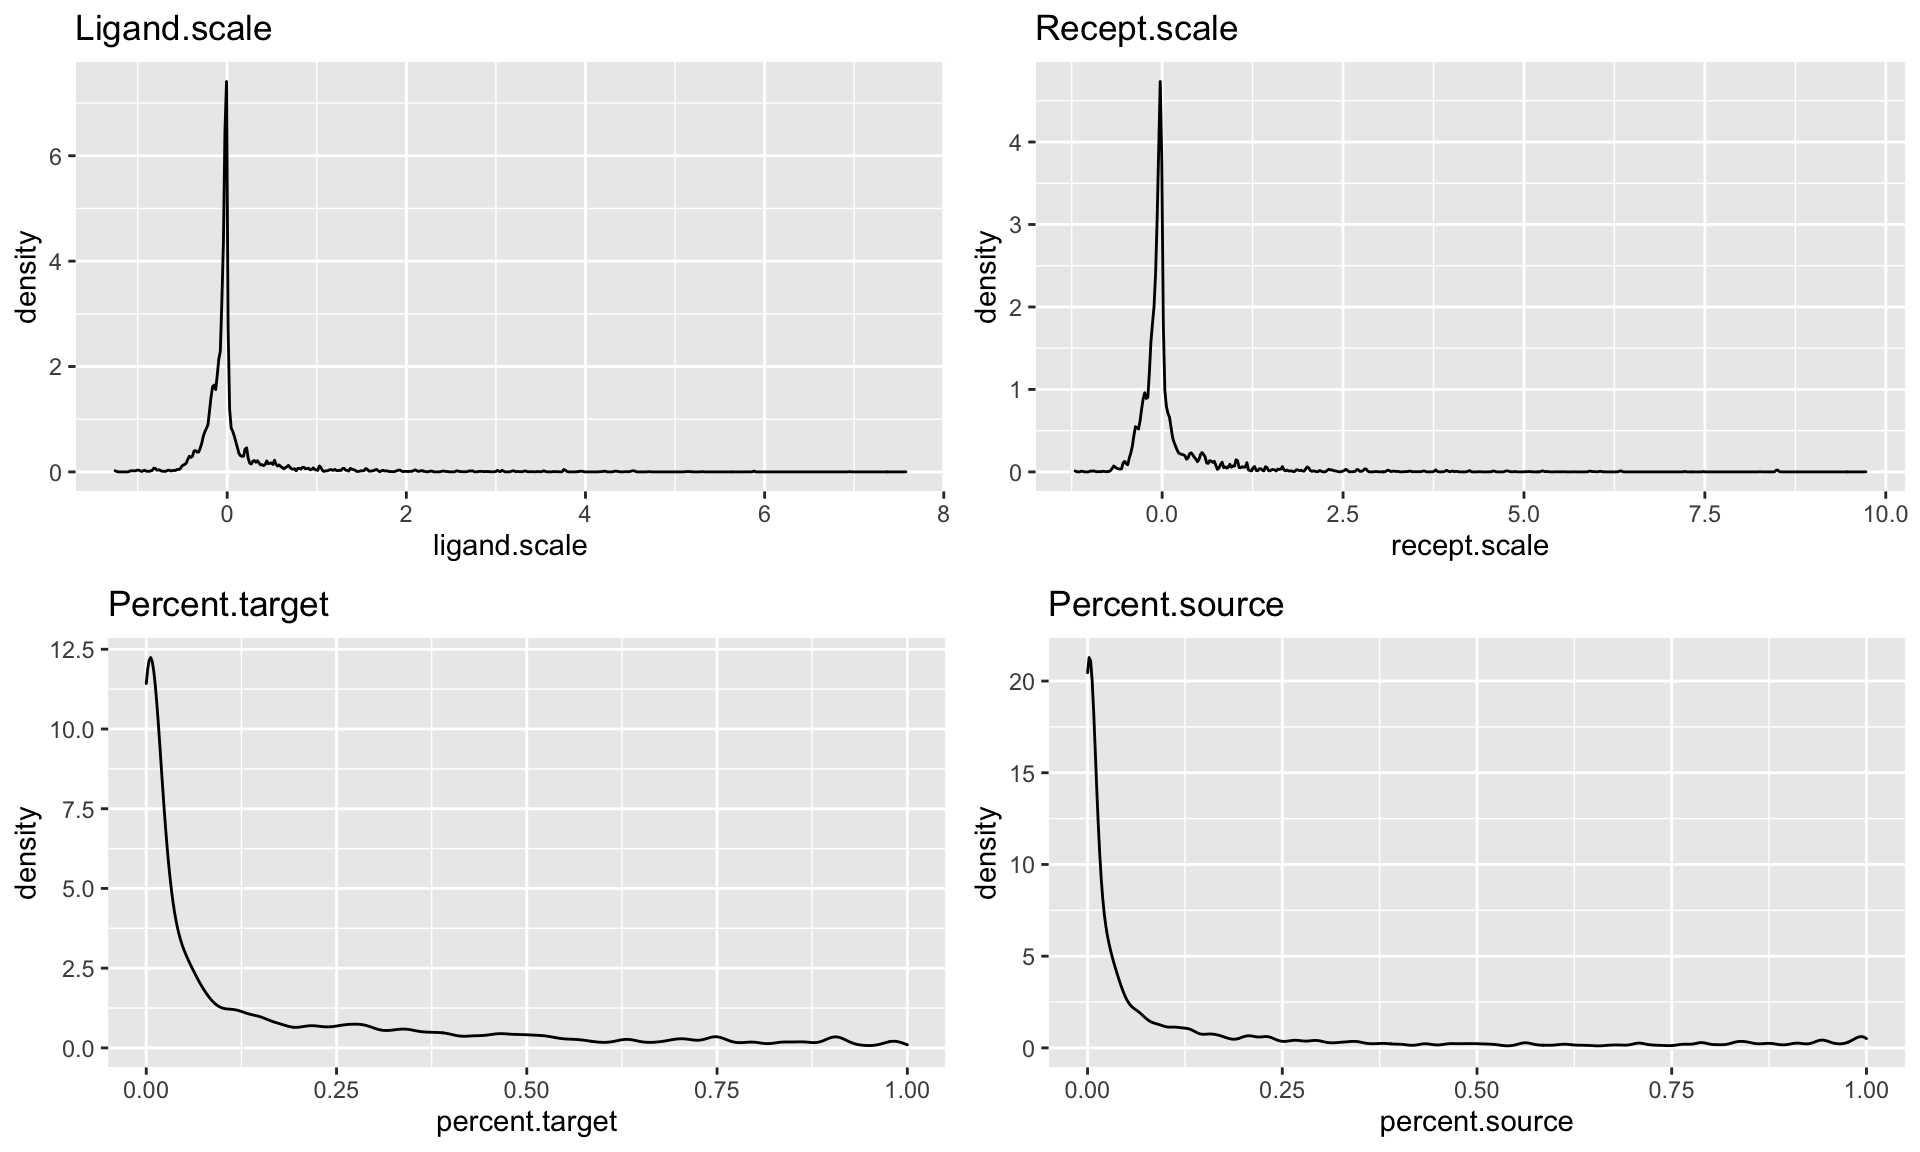 Ligand.scale
density
6
4
2
0
0 2 4 6 8
ligand.scale
Recept.scale
density
4
3
2
1
0
0.0 2.5 5.0 7.5 10.0
recept.scale
Percent.target
density
12.5
10.0
7.5
5.0
2.5
0.0
0.00 0.25 0.50 0.75 1.00
percent.target
Percent.source
density
20
15
10
5
0
0.00 0.25 0.50 0.75 1.00
percent.source